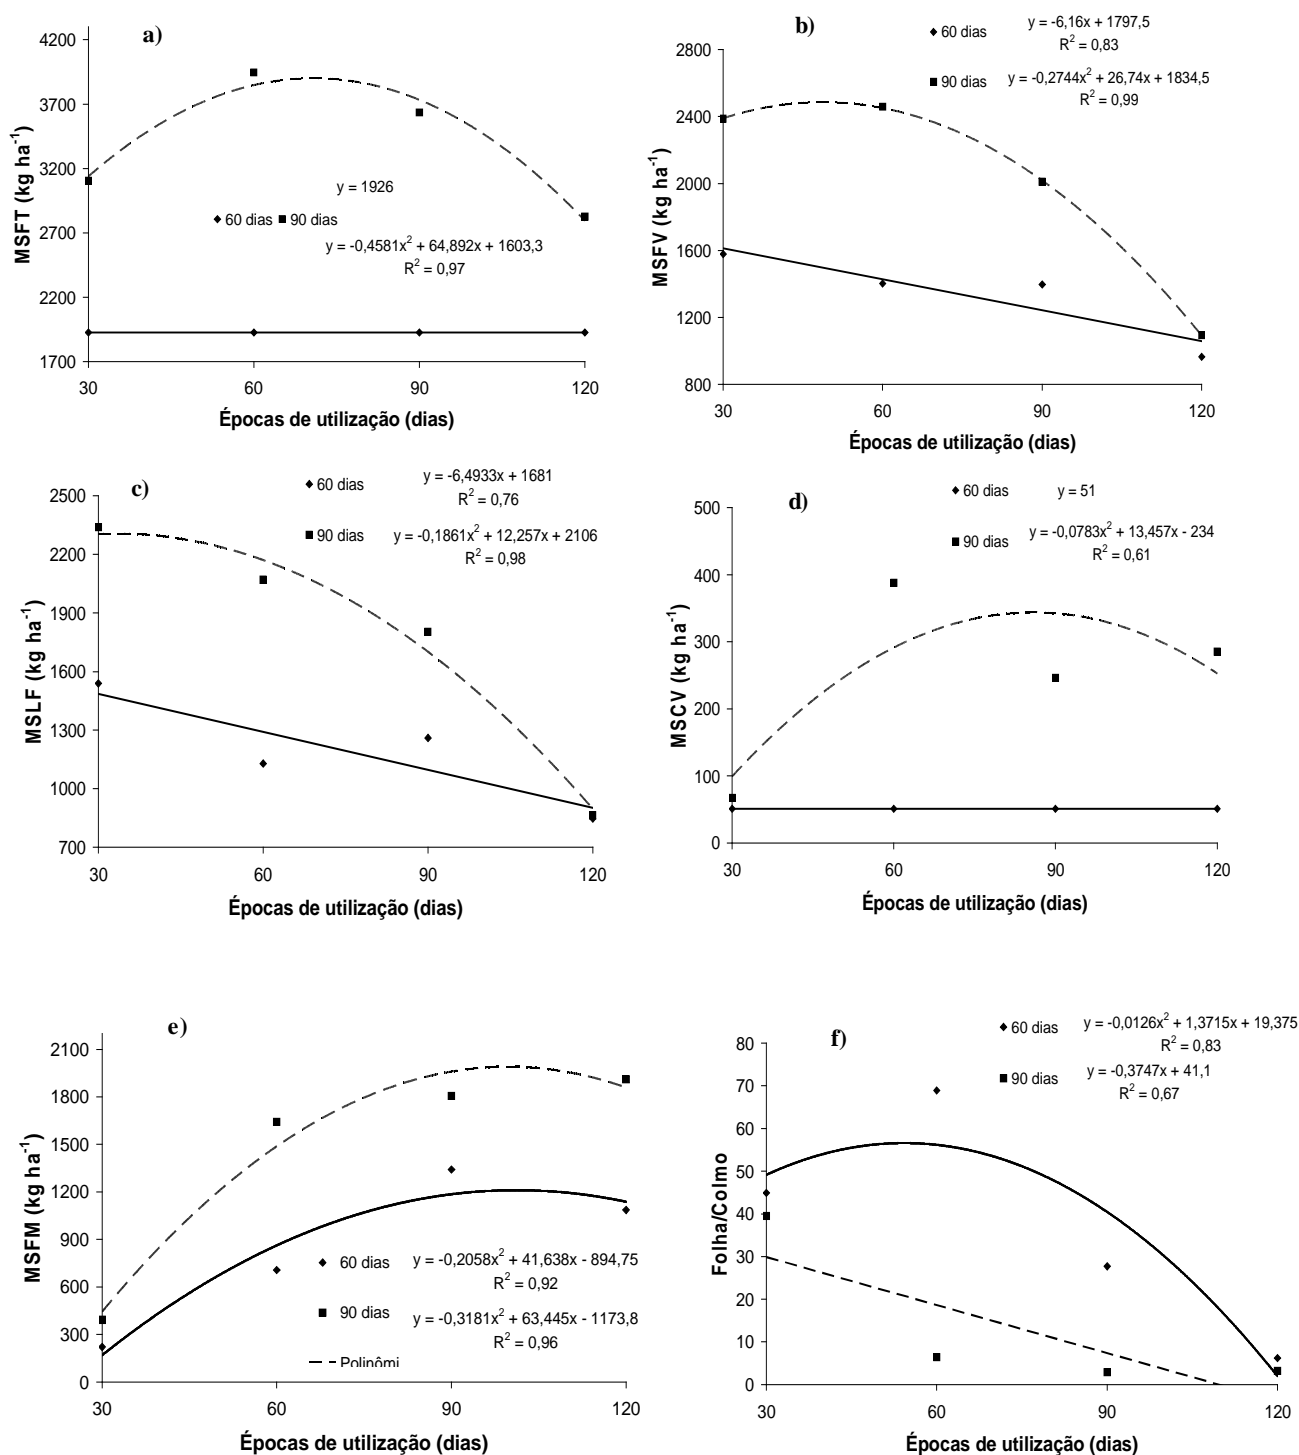 a)
MSFT (kg ha⁻¹)
4200
3700
3200
2700
2200
1700
y = 1926
60 dias 90 dias
y = -0,4581x² + 64,892x + 1603,3
R² = 0,97
30 60 90 120
Épocas de utilização (dias)
b)
MSFV (kg ha⁻¹)
60 dias y = -6,16x + 1797,5
R² = 0,83
90 dias y = -0,2744x² + 26,74x + 1834,5
R² = 0,99
2800
2400
2000
1600
1200
800
30 60 90 120
Épocas de utilização (dias)
c)
MSLF (kg ha⁻¹)
60 dias y = -6,4933x + 1681
R² = 0,76
90 dias y = -0,1861x² + 12,257x + 2106
R² = 0,98
2500
2200
1900
1600
1300
1000
700
30 60 90 120
Épocas de utilização (dias)
d)
MSCV (kg ha⁻¹)
60 dias y = 51
90 dias y = -0,0783x² + 13,457x - 234
R² = 0,61
500
400
300
200
100
0
30 60 90 120
Épocas de utilização (dias)
e)
MSFM (kg ha⁻¹)
2100
1800
1500
1200
900
600
300
0
60 dias y = -0,2058x² + 41,638x - 894,75
R² = 0,92
90 dias y = -0,3181x² + 63,445x - 1173,8
R² = 0,96
Polinômi
30 60 90 120
Épocas de utilização (dias)
f)
Folha/Colmo
60 dias y = -0,0126x² + 1,3715x + 19,375
R² = 0,83
90 dias y = -0,3747x + 41,1
R² = 0,67
80
70
60
50
40
30
20
10
0
30 60 90 120
Épocas de utilização (dias)